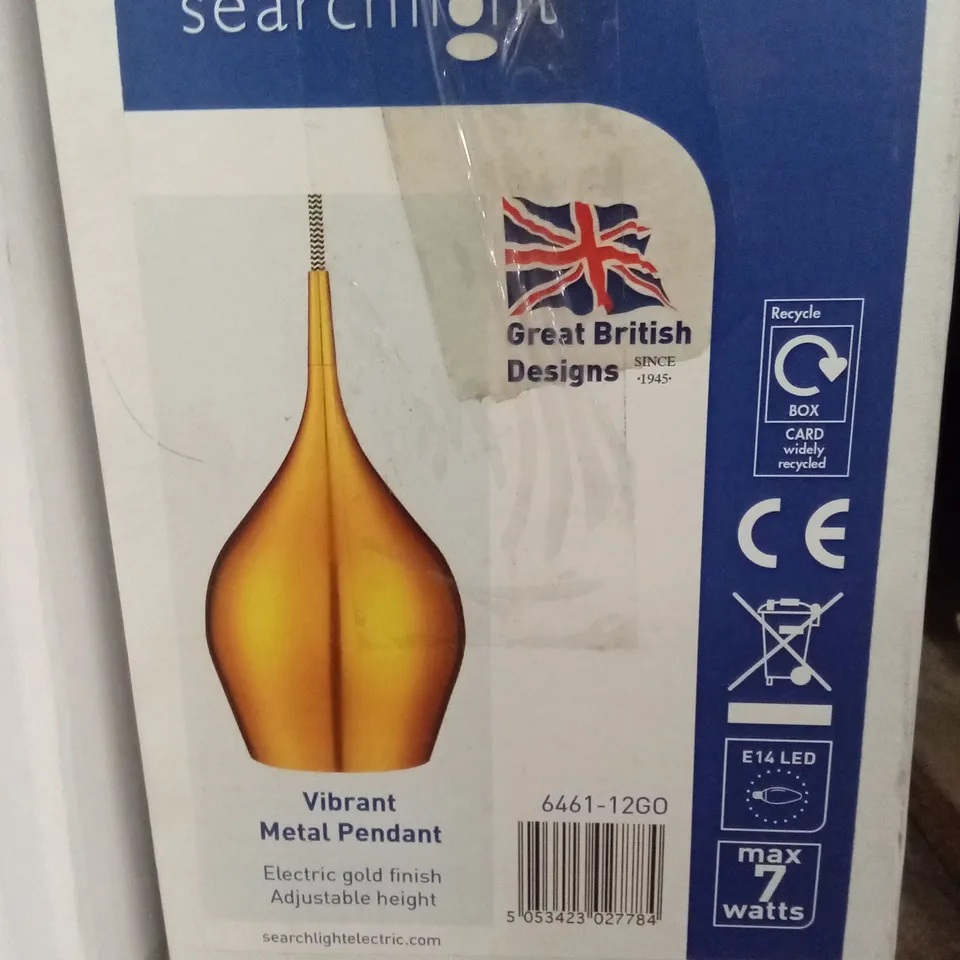 searchlight
Great British
Designs SINCE
·1945·
Recycle
BOX
CARD
widely
recycled
CE
E14 LED
max
7
watts
Vibrant
Metal Pendant
Electric gold finish
Adjustable height
searchlightelectric.com
6461-12GO
5 053423 027784